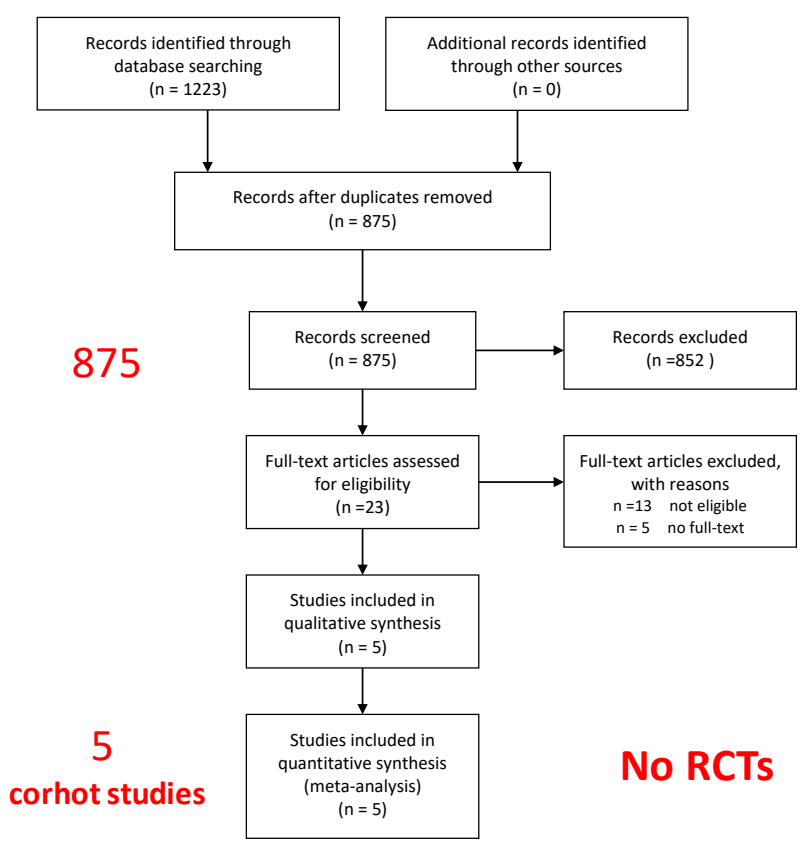 Records identified through
database searching
(n = 1223)
Additional records identified
through other sources
(n = 0)
Records after duplicates removed
(n = 875)
875
Records screened
(n = 875)
Records excluded
(n =852 )
Full-text articles assessed
for eligibility
(n =23)
Full-text articles excluded,
with reasons
n =13 not eligible
n = 5 no full-text
Studies included in
qualitative synthesis
(n = 5)
5
corhot studies
Studies included in
quantitative synthesis
(meta-analysis)
(n = 5)
No RCTs